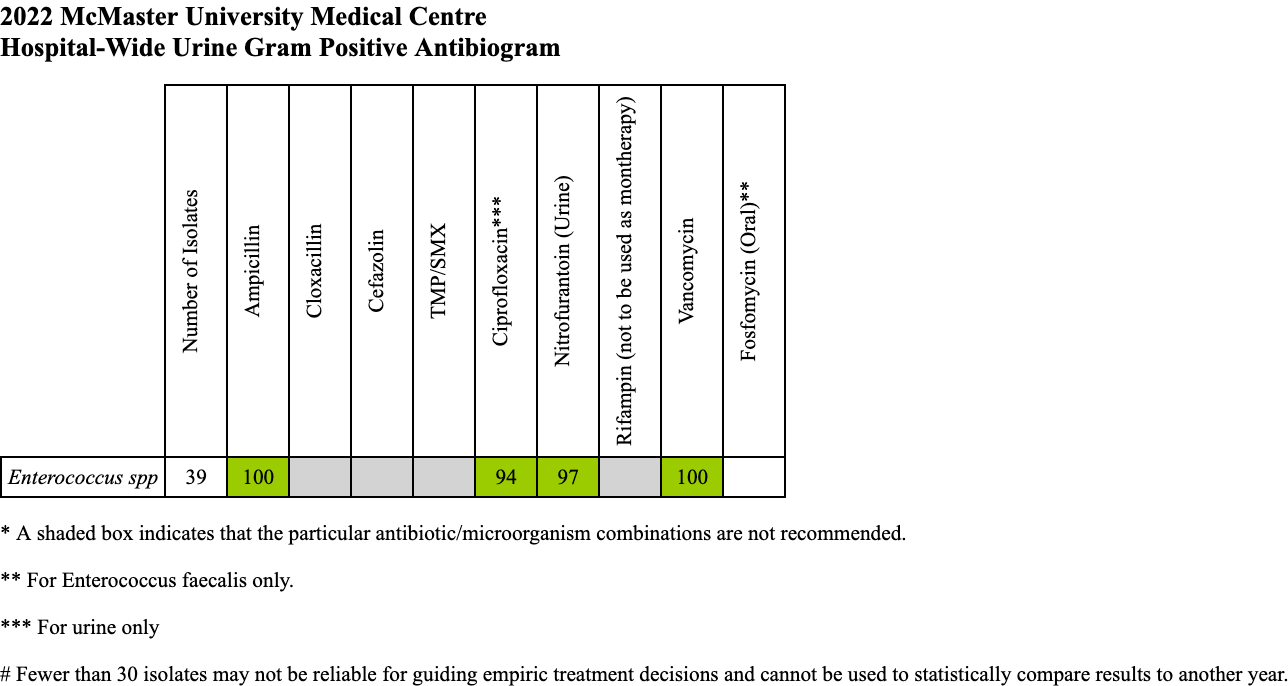 2022 McMaster University Medical Centre
Hospital-Wide Urine Gram Positive Antibiogram
Number of Isolates
Ampicillin
Cloxacillin
Cefazolin
TMP/SMX
Ciprofloxacin***
Nitrofurantoin (Urine)
Rifampin (not to be used as montherapy)
Vancomycin
Fosfomycin (Oral)**
Enterococcus spp 39 100 94 97 100
* A shaded box indicates that the particular antibiotic/microorganism combinations are not recommended.
** For Enterococcus faecalis only.
*** For urine only
# Fewer than 30 isolates may not be reliable for guiding empiric treatment decisions and cannot be used to statistically compare results to another year.